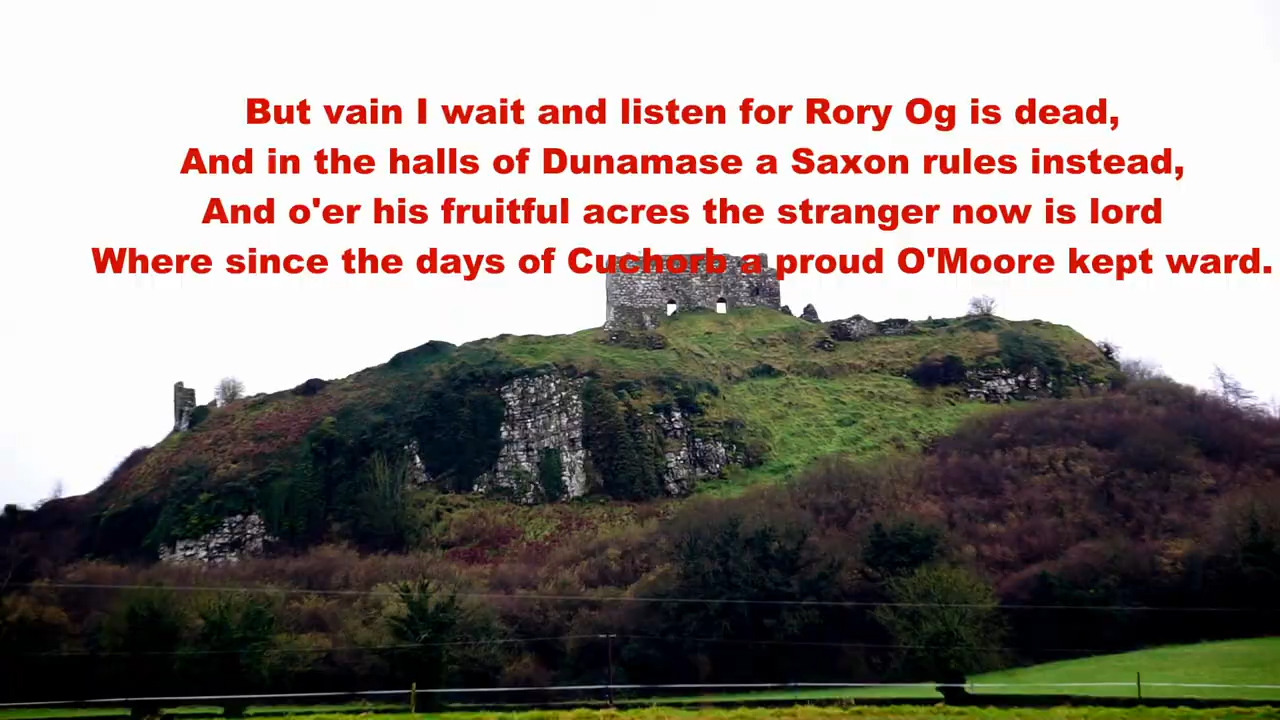 But vain I wait and listen for Rory Og is dead,
And in the halls of Dunamase a Saxon rules instead,
And o'er his fruitful acres the stranger now is lord
Where since the days of Cuchorb a proud O'Moore kept ward.